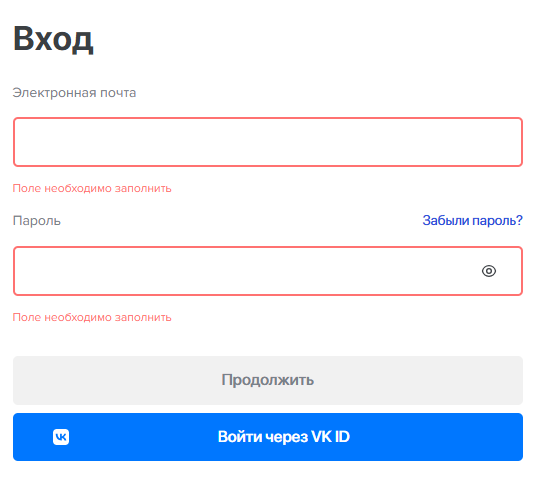 Вход
Электронная почта
Поле необходимо заполнить
Пароль
Забыли пароль?
Поле необходимо заполнить
Продолжить
Войти через VK ID